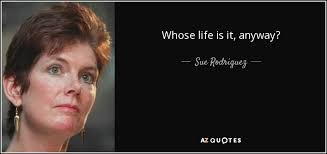 Whose life is it, anyway?
Sue Rodriguez
AZ QUOTES